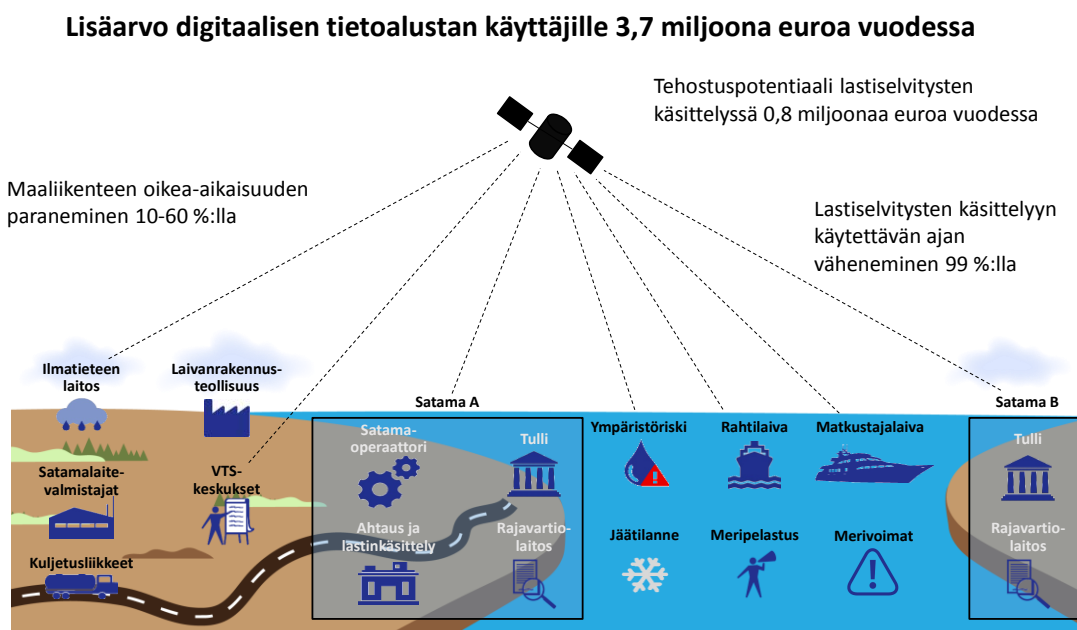 Lisäarvo digitaalisen tietoalustan käyttäjille 3,7 miljoona euroa vuodessa
Tehostuspotentiaali lastiselvitysten
käsittelyssä 0,8 miljoonaa euroa vuodessa
Maaliikenteen oikea-aikaisuuden
paraneminen 10-60 %:lla
Lastiselvitysten käsittelyyn
käytettävän ajan
väheneminen 99 %:lla
Ilmatieteen
laitos
Laivanrakennus-
teollisuus
Satamalaite-
valmistajat
VTS-
keskukset
Kuljetusliikkeet
Satama A
Satama-
operaattori
Tulli
Ahtaus ja
lastinkäsittely
Rajavartio-
laitos
Ympäristöriski
Rahtilaiva
Matkustajalaiva
Jäätilanne
Meripelastus
Merivoimat
Satama B
Tulli
Rajavartio-
laitos